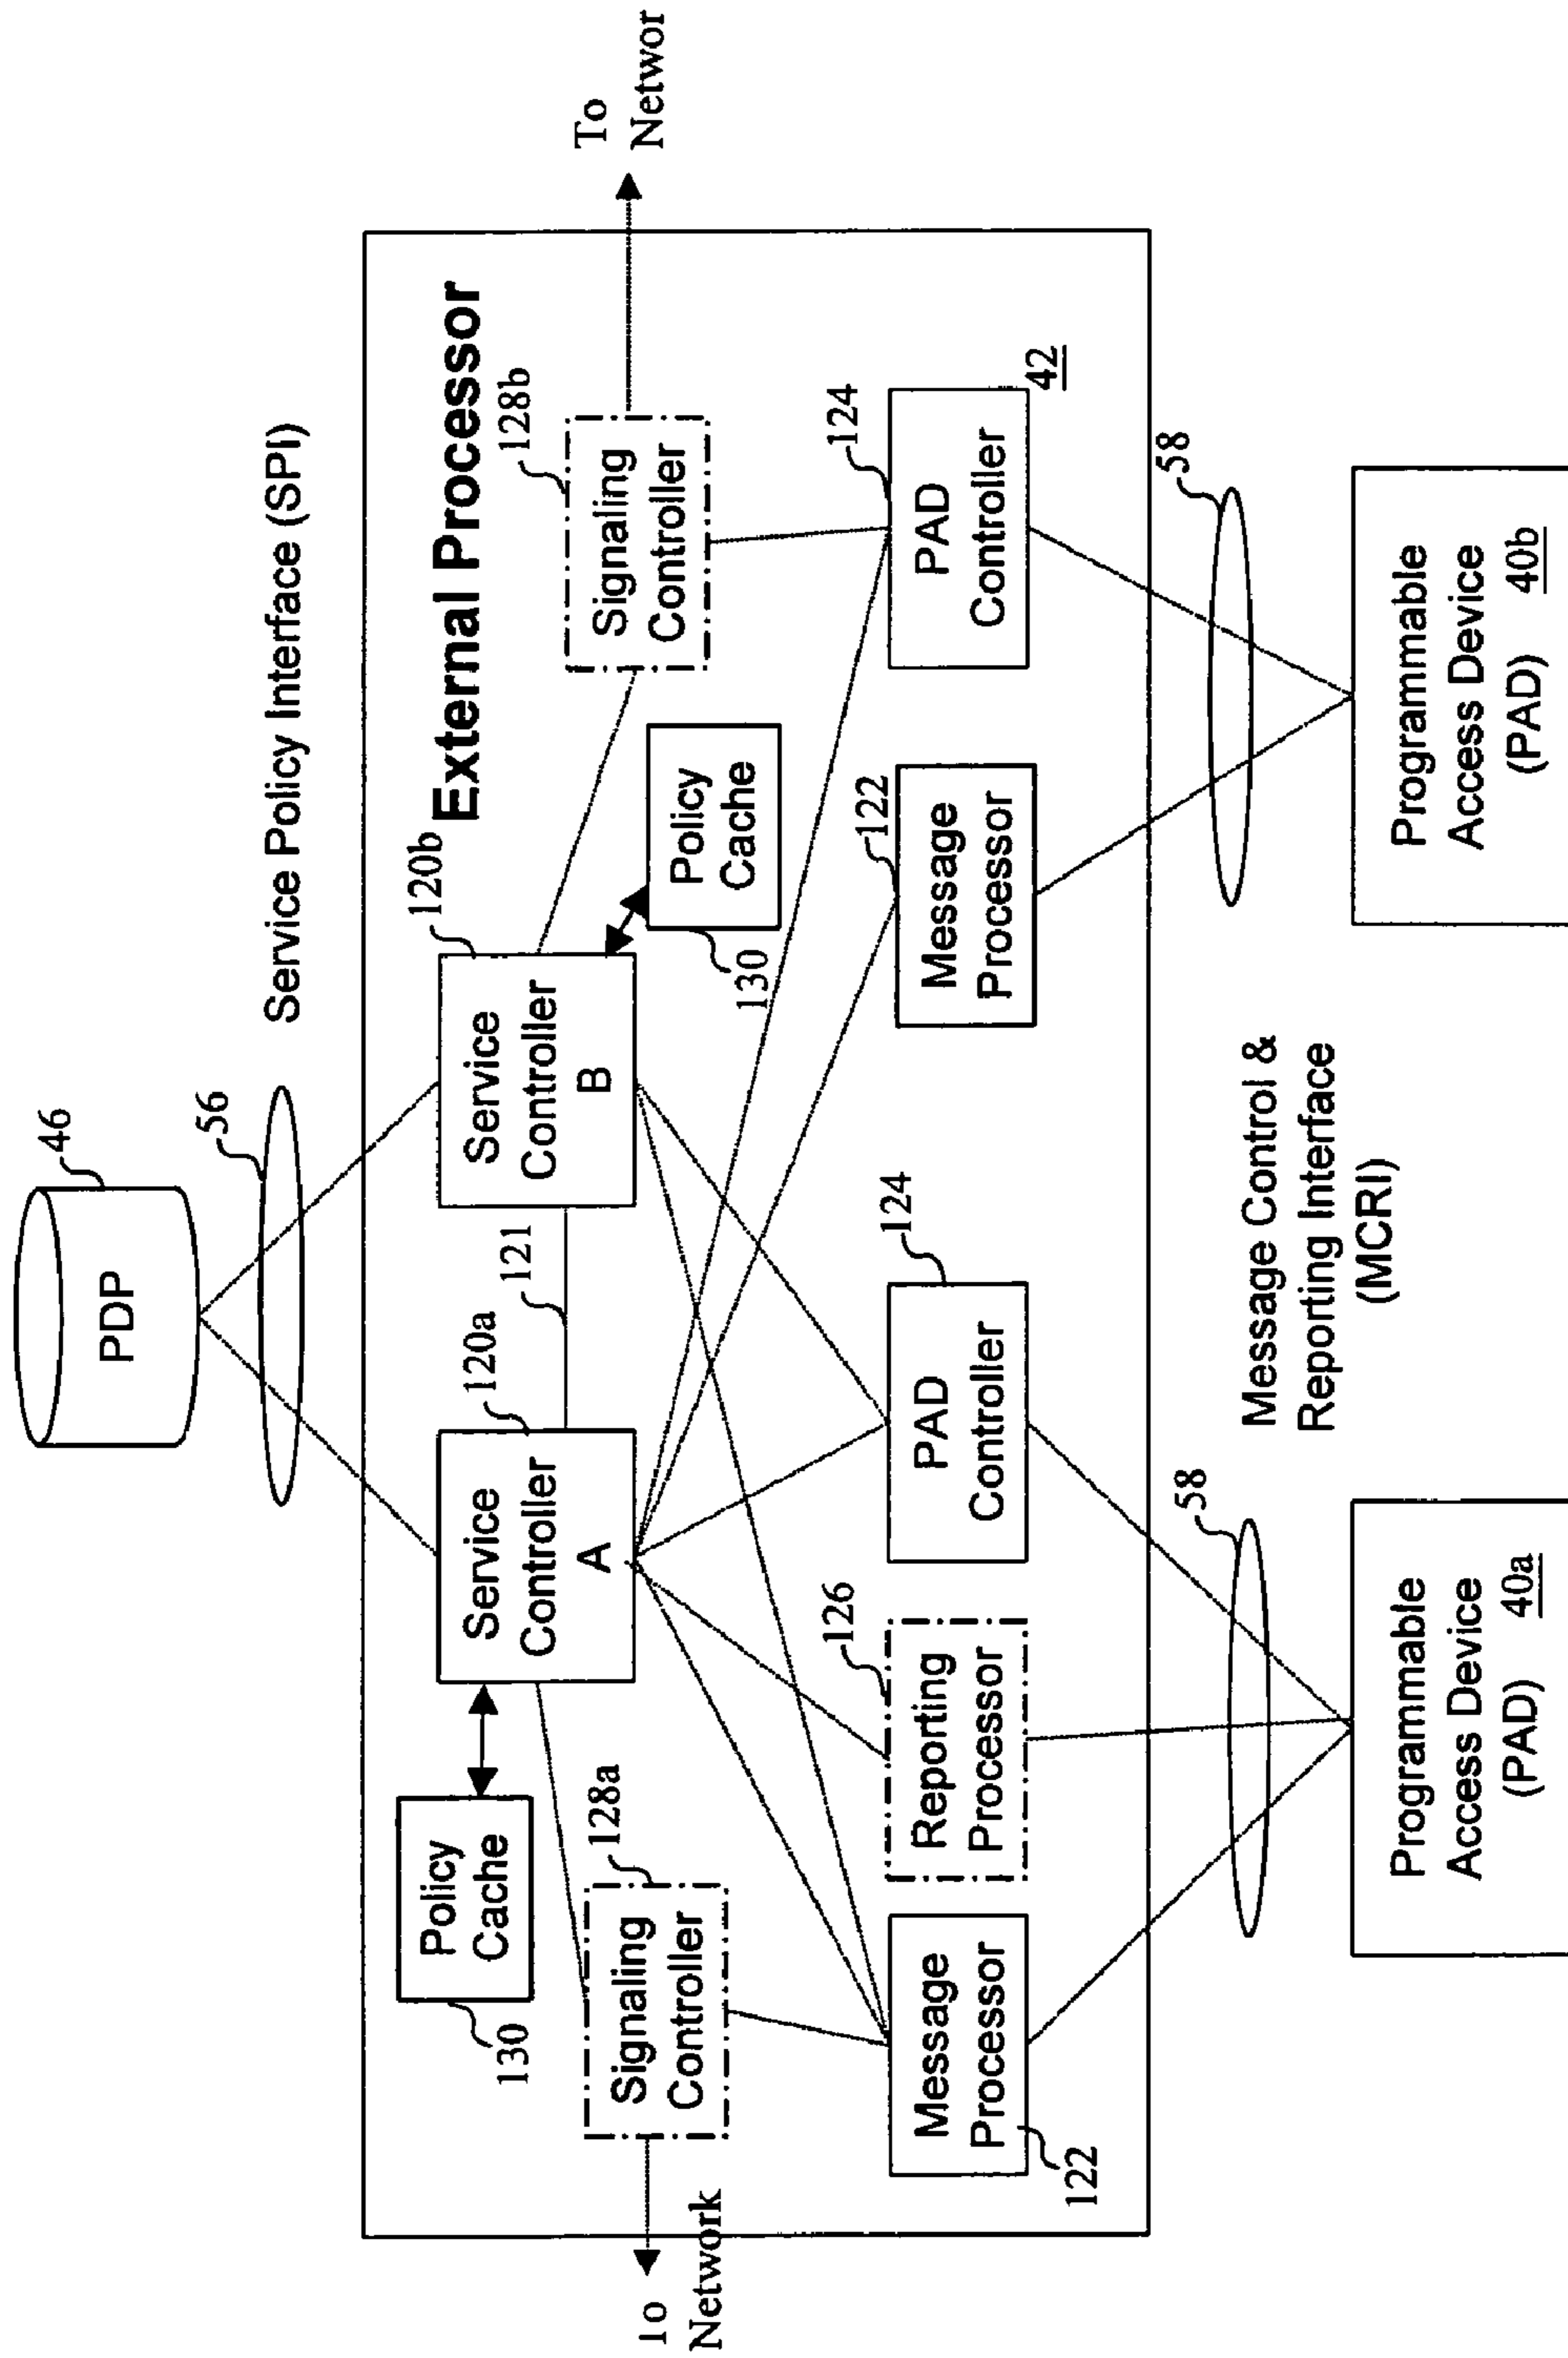 46
PDP
56
Service Policy Interface (SPI)
External Processor
130
Policy
Cache
120a
Service
Controller
A
121
120b
Service
Controller
B
130
Policy
Cache
128a
Signaling
Controller
To
Network
128b
Signaling
Controller
To
Networ
122
Message
Processor
126
Reporting
Processor
124
PAD
Controller
122
Message
Processor
124
PAD
Controller
42
58
Message Control &
Reporting Interface
(MCRI)
58
Programmable
Access Device
(PAD) 40a
Programmable
Access Device
(PAD) 40b